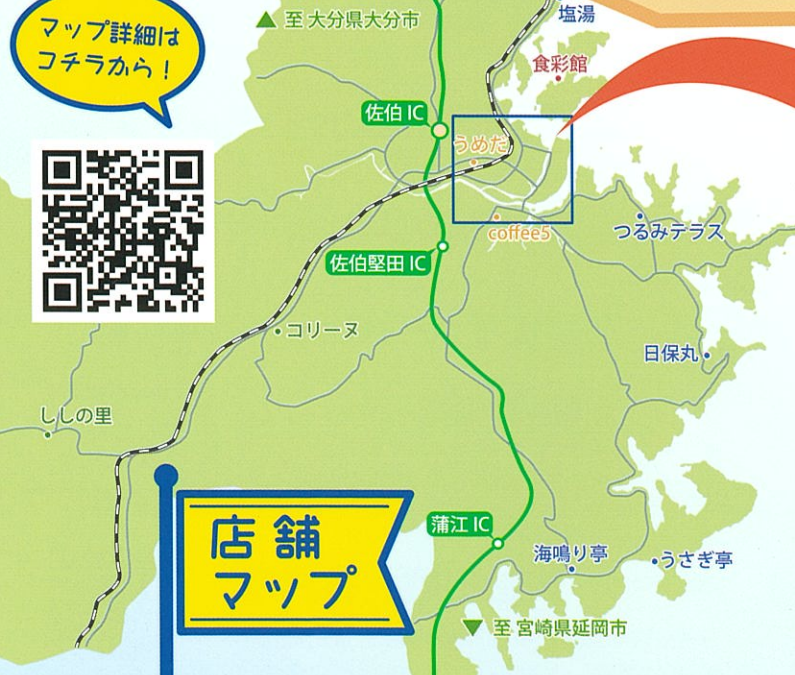 マップ詳細は
コチラから！
至 大分県大分市
塩湯
食彩館
佐伯 IC
うめだ
coffee5
つるみテラス
佐伯堅田 IC
コリーヌ
日保丸
ししの里
店舗
マップ
蒲江 IC
海鳴り亭
うさぎ亭
至 宮崎県延岡市